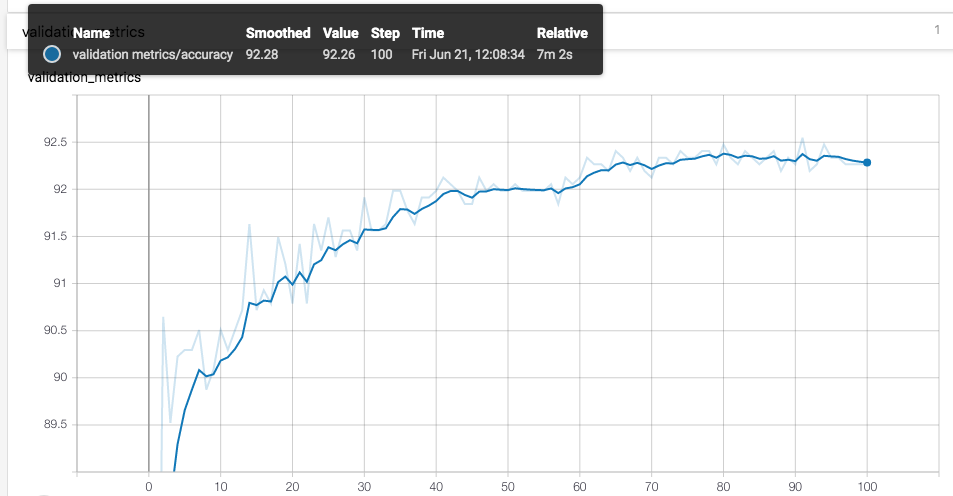 validation metrics
1
Name Smoothed Value Step Time Relative
validation metrics/accuracy 92.28 92.26 100 Fri Jun 21, 12:08:34 7m 2s
validation_metrics
92.5
92
91.5
91
90.5
90
89.5
0 10 20 30 40 50 60 70 80 90 100